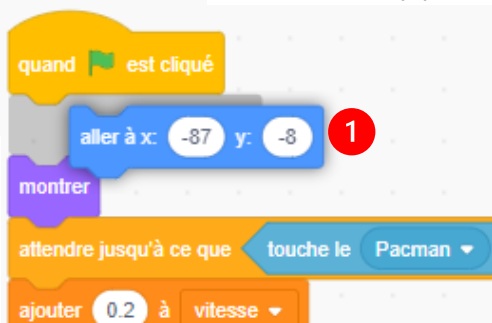 quand est cliqué
aller à x: -87 y: -8
1
montrer
attendre jusqu'à ce que touche le Pacman
ajouter 0.2 à vitesse